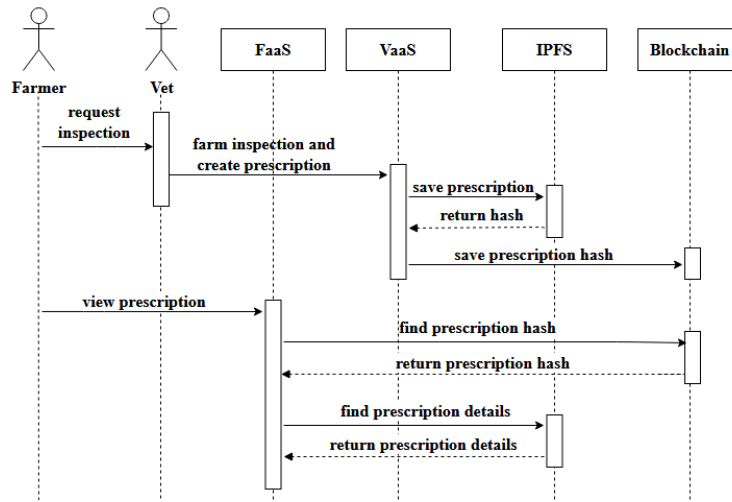 FaaS
VaaS
IPFS
Blockchain
Farmer
Vet
request
inspection
farm inspection and
create prescription
save prescription
return hash
save prescription hash
view prescription
find prescription hash
return prescription hash
find prescription details
return prescription details